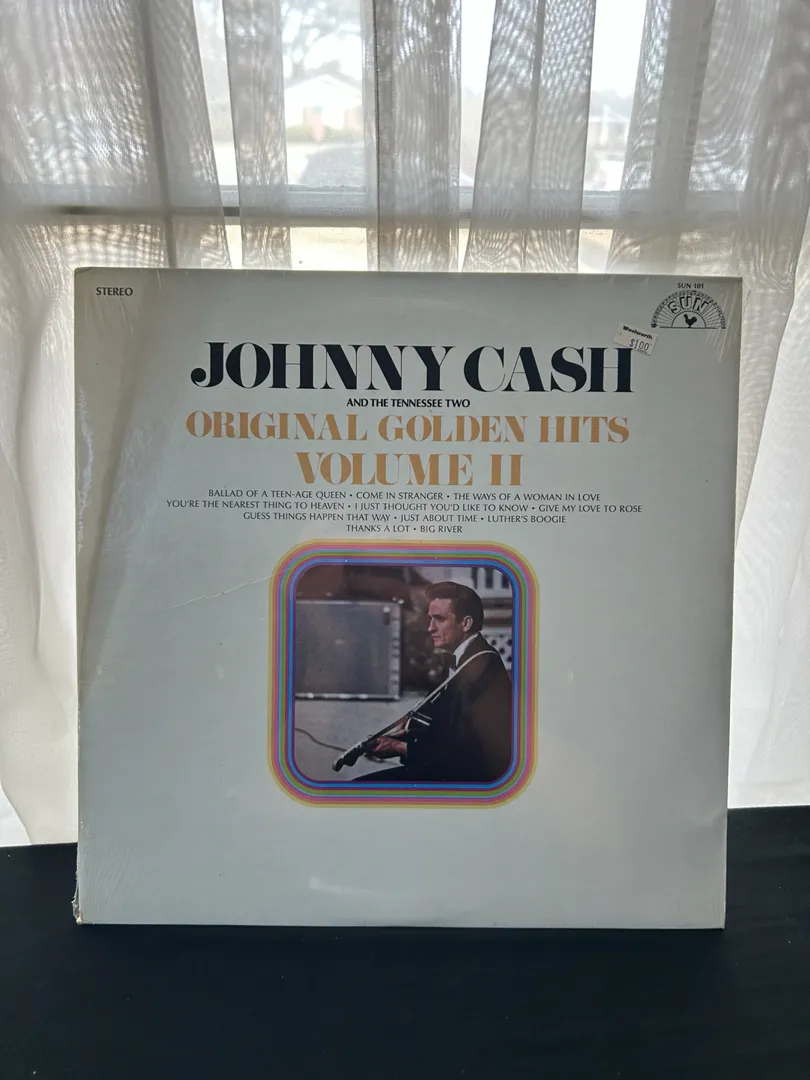 STEREO
SUN 101
SUN
Woolworth
$1.00
JOHNNY CASH
AND THE TENNESSEE TWO
ORIGINAL GOLDEN HITS
VOLUME II
BALLAD OF A TEEN-AGE QUEEN • COME IN STRANGER • THE WAYS OF A WOMAN IN LOVE
YOU'RE THE NEAREST THING TO HEAVEN • I JUST THOUGHT YOU'D LIKE TO KNOW • GIVE MY LOVE TO ROSE
GUESS THINGS HAPPEN THAT WAY • JUST ABOUT TIME • LUTHER'S BOOGIE
THANKS A LOT • BIG RIVER